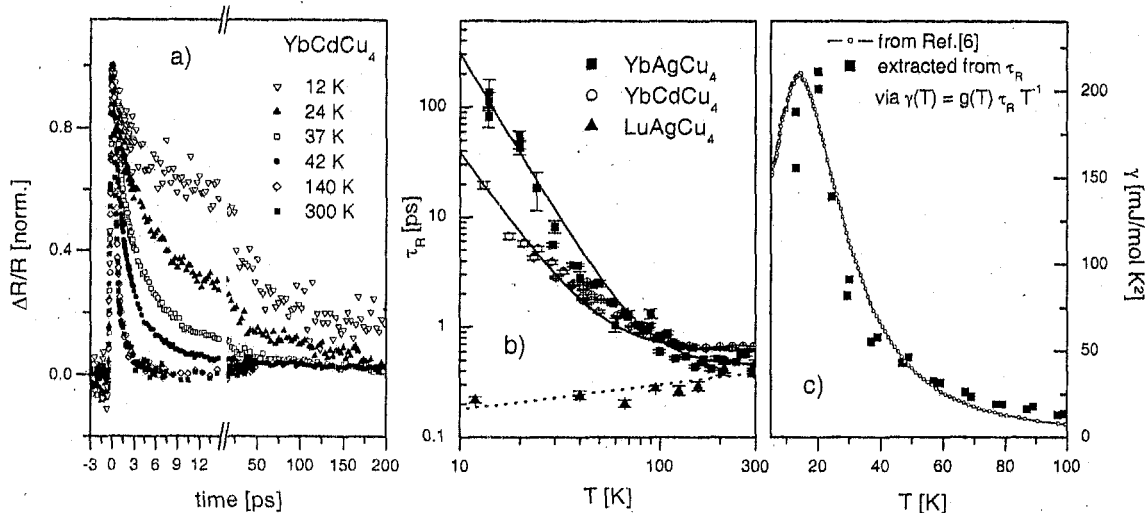 a)
YbCdCu₄
12 K
24 K
37 K
42 K
140 K
300 K
ΔR/R [norm.]
0.8
0.4
0.0
-3 0 3 6 9 12 50 100 150 200
time [ps]
b)
YbAgCu₄
YbCdCu₄
LuAgCu₄
τ_R [ps]
100
10
1
0.1
10 100 300
T [K]
c)
from Ref.[6]
extracted from τ_R
via γ(T) = g(T) τ_R T⁻¹
γ [mJ/mol K²]
200
150
100
50
0
20 40 60 80 100
T [K]